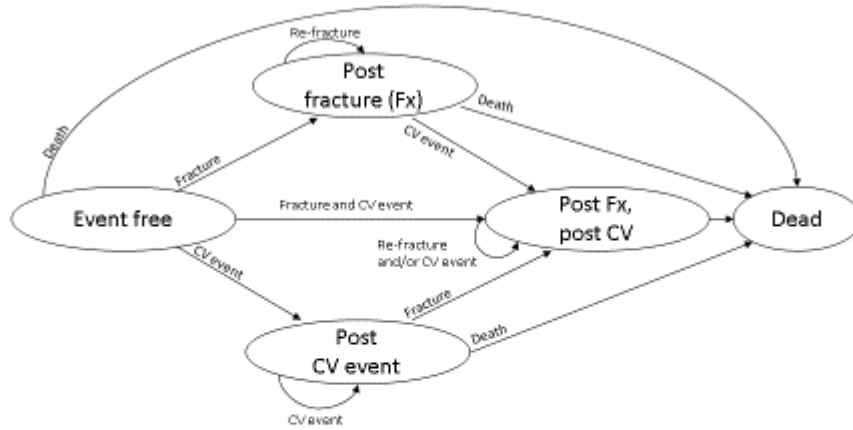 Re-fracture
Post
fracture (Fx)
Death
Death
CV event
Fracture
Event free
Fracture and CV event
Post Fx,
post CV
Dead
CV event
Re-fracture
and/or CV event
Fracture
Post
CV event
Death
CV event